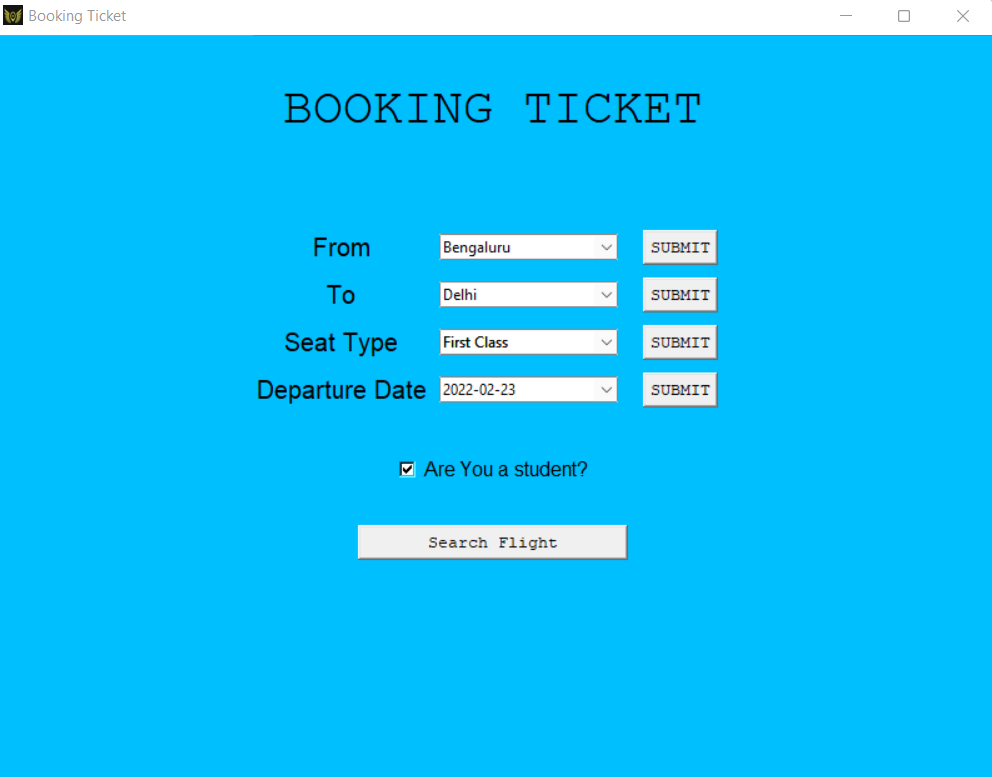 Booking Ticket
BOOKING TICKET
From Bengaluru SUBMIT
To Delhi SUBMIT
Seat Type First Class SUBMIT
Departure Date 2022-02-23 SUBMIT
Are You a student?
Search Flight